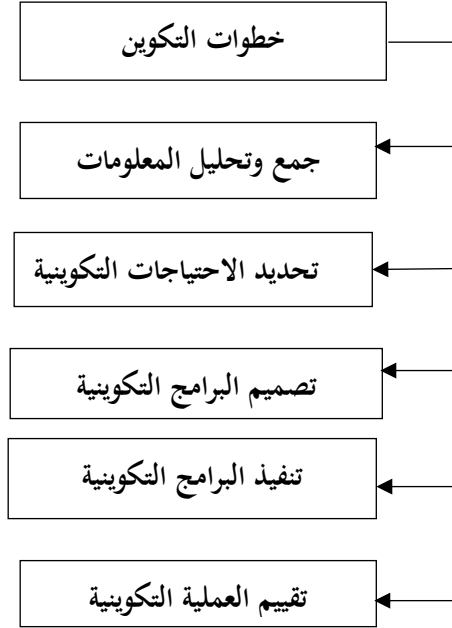 خطوات التكوين
جمع وتحليل المعلومات
تحديد الاحتياجات التكوينية
تصميم البرامج التكوينية
تنفيذ البرامج التكوينية
تقييم العملية التكوينية